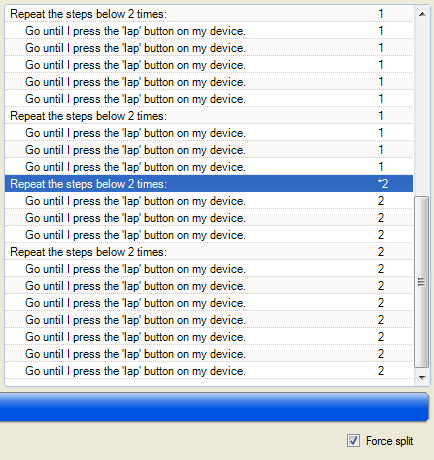 Repeat the steps below 2 times: 1
Go until I press the 'lap' button on my device. 1
Go until I press the 'lap' button on my device. 1
Go until I press the 'lap' button on my device. 1
Go until I press the 'lap' button on my device. 1
Go until I press the 'lap' button on my device. 1
Repeat the steps below 2 times: 1
Go until I press the 'lap' button on my device. 1
Go until I press the 'lap' button on my device. 1
Go until I press the 'lap' button on my device. 1
Repeat the steps below 2 times: *2
Go until I press the 'lap' button on my device. 2
Go until I press the 'lap' button on my device. 2
Go until I press the 'lap' button on my device. 2
Repeat the steps below 2 times: 2
Go until I press the 'lap' button on my device. 2
Go until I press the 'lap' button on my device. 2
Go until I press the 'lap' button on my device. 2
Go until I press the 'lap' button on my device. 2
Go until I press the 'lap' button on my device. 2
Go until I press the 'lap' button on my device. 2
Go until I press the 'lap' button on my device. 2
Force split